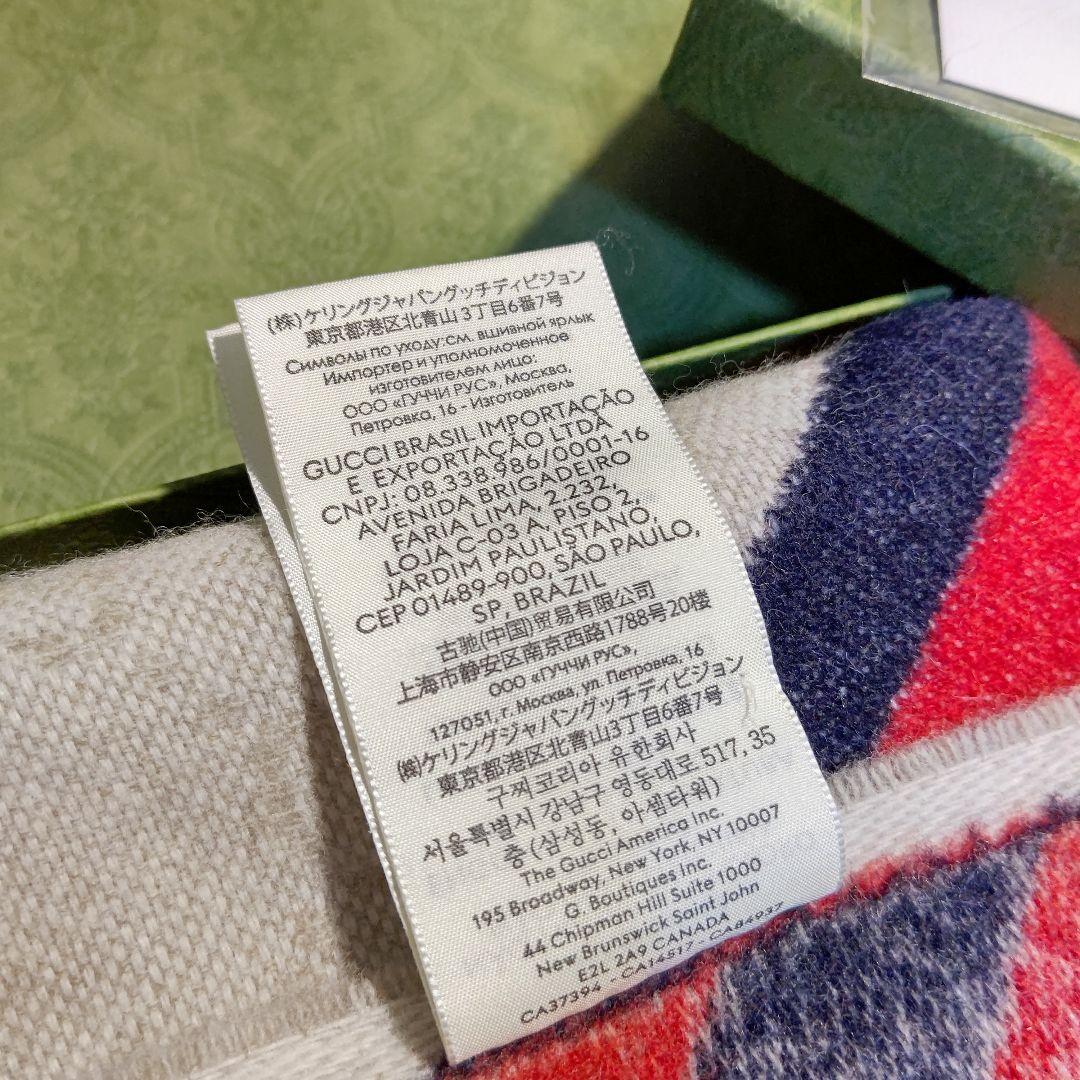 (株)ケリングジャパングッチディビジョン
東京都港区北青山3丁目6番7号
Символы по уходу:см. вшивной ярлык
Импортер и уполномоченное
изготовителем лицо:
ООО «ГУЧЧИ РУС», Москва,
Петровка, 16 - Изготовитель
GUCCI BRASIL IMPORTAÇÃO
E EXPORTAÇÃO LTDA
CNPJ: 08.338.986/0001-16
AVENIDA BRIGADEIRO
FARIA LIMA, 2.232,
LOJA C-03 A, PISO 2,
JARDIM PAULISTANO,
CEP 01489-900, SÃO PAULO,
SP, BRAZIL
古驰(中国)贸易有限公司
上海市静安区南京西路1788号20楼
ООО «ГУЧЧИ РУС»,
127051, г. Москва, ул. Петровка, 16
㈱ケリングジャパングッチディビジョン
東京都港区北青山3丁目6番7号
구찌코리아 유한회사
서울특별시 강남구 영동대로 517, 35
층 (삼성동, 아셈타워)
The Gucci America Inc.
195 Broadway, New York, NY 10007
G. Boutiques Inc.
44 Chipman Hill Suite 1000
New Brunswick Saint John
E2L 2A9 CANADA
CA37394 - CA14517 - CA84937